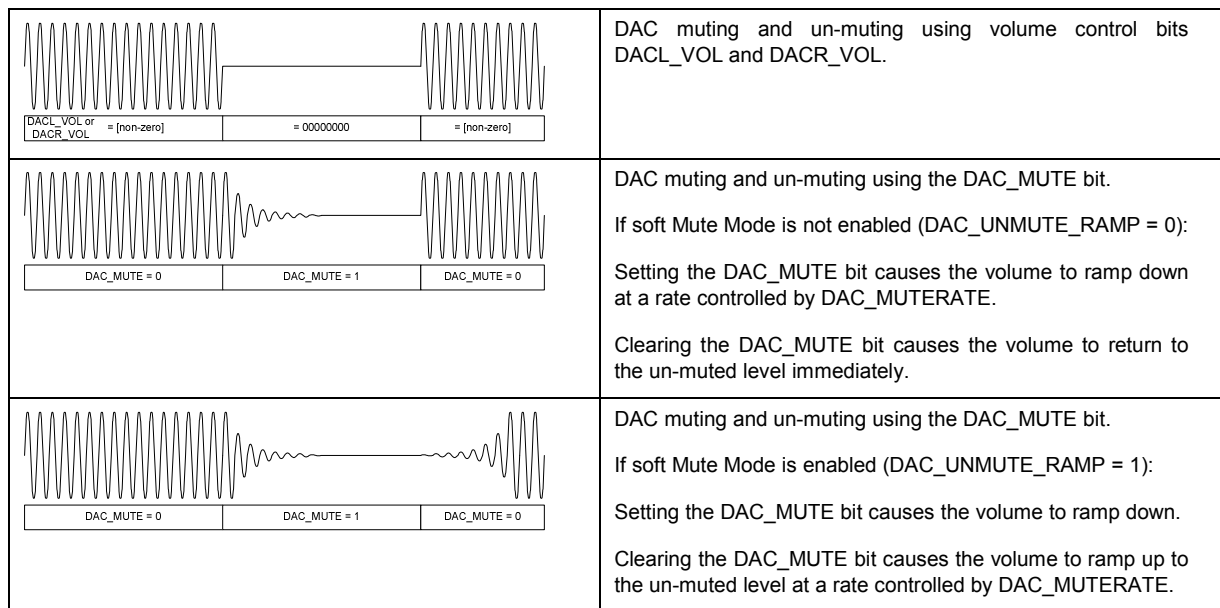 DAC muting and un-muting using volume control bits
DACL_VOL and DACR_VOL.
DACL_VOL or
DACR_VOL
= [non-zero]
= 00000000
= [non-zero]
DAC muting and un-muting using the DAC_MUTE bit.
If soft Mute Mode is not enabled (DAC_UNMUTE_RAMP = 0):
Setting the DAC_MUTE bit causes the volume to ramp down
at a rate controlled by DAC_MUTERATE.
Clearing the DAC_MUTE bit causes the volume to return to
the un-muted level immediately.
DAC_MUTE = 0
DAC_MUTE = 1
DAC_MUTE = 0
DAC muting and un-muting using the DAC_MUTE bit.
If soft Mute Mode is enabled (DAC_UNMUTE_RAMP = 1):
Setting the DAC_MUTE bit causes the volume to ramp down.
Clearing the DAC_MUTE bit causes the volume to ramp up to
the un-muted level at a rate controlled by DAC_MUTERATE.
DAC_MUTE = 0
DAC_MUTE = 1
DAC_MUTE = 0